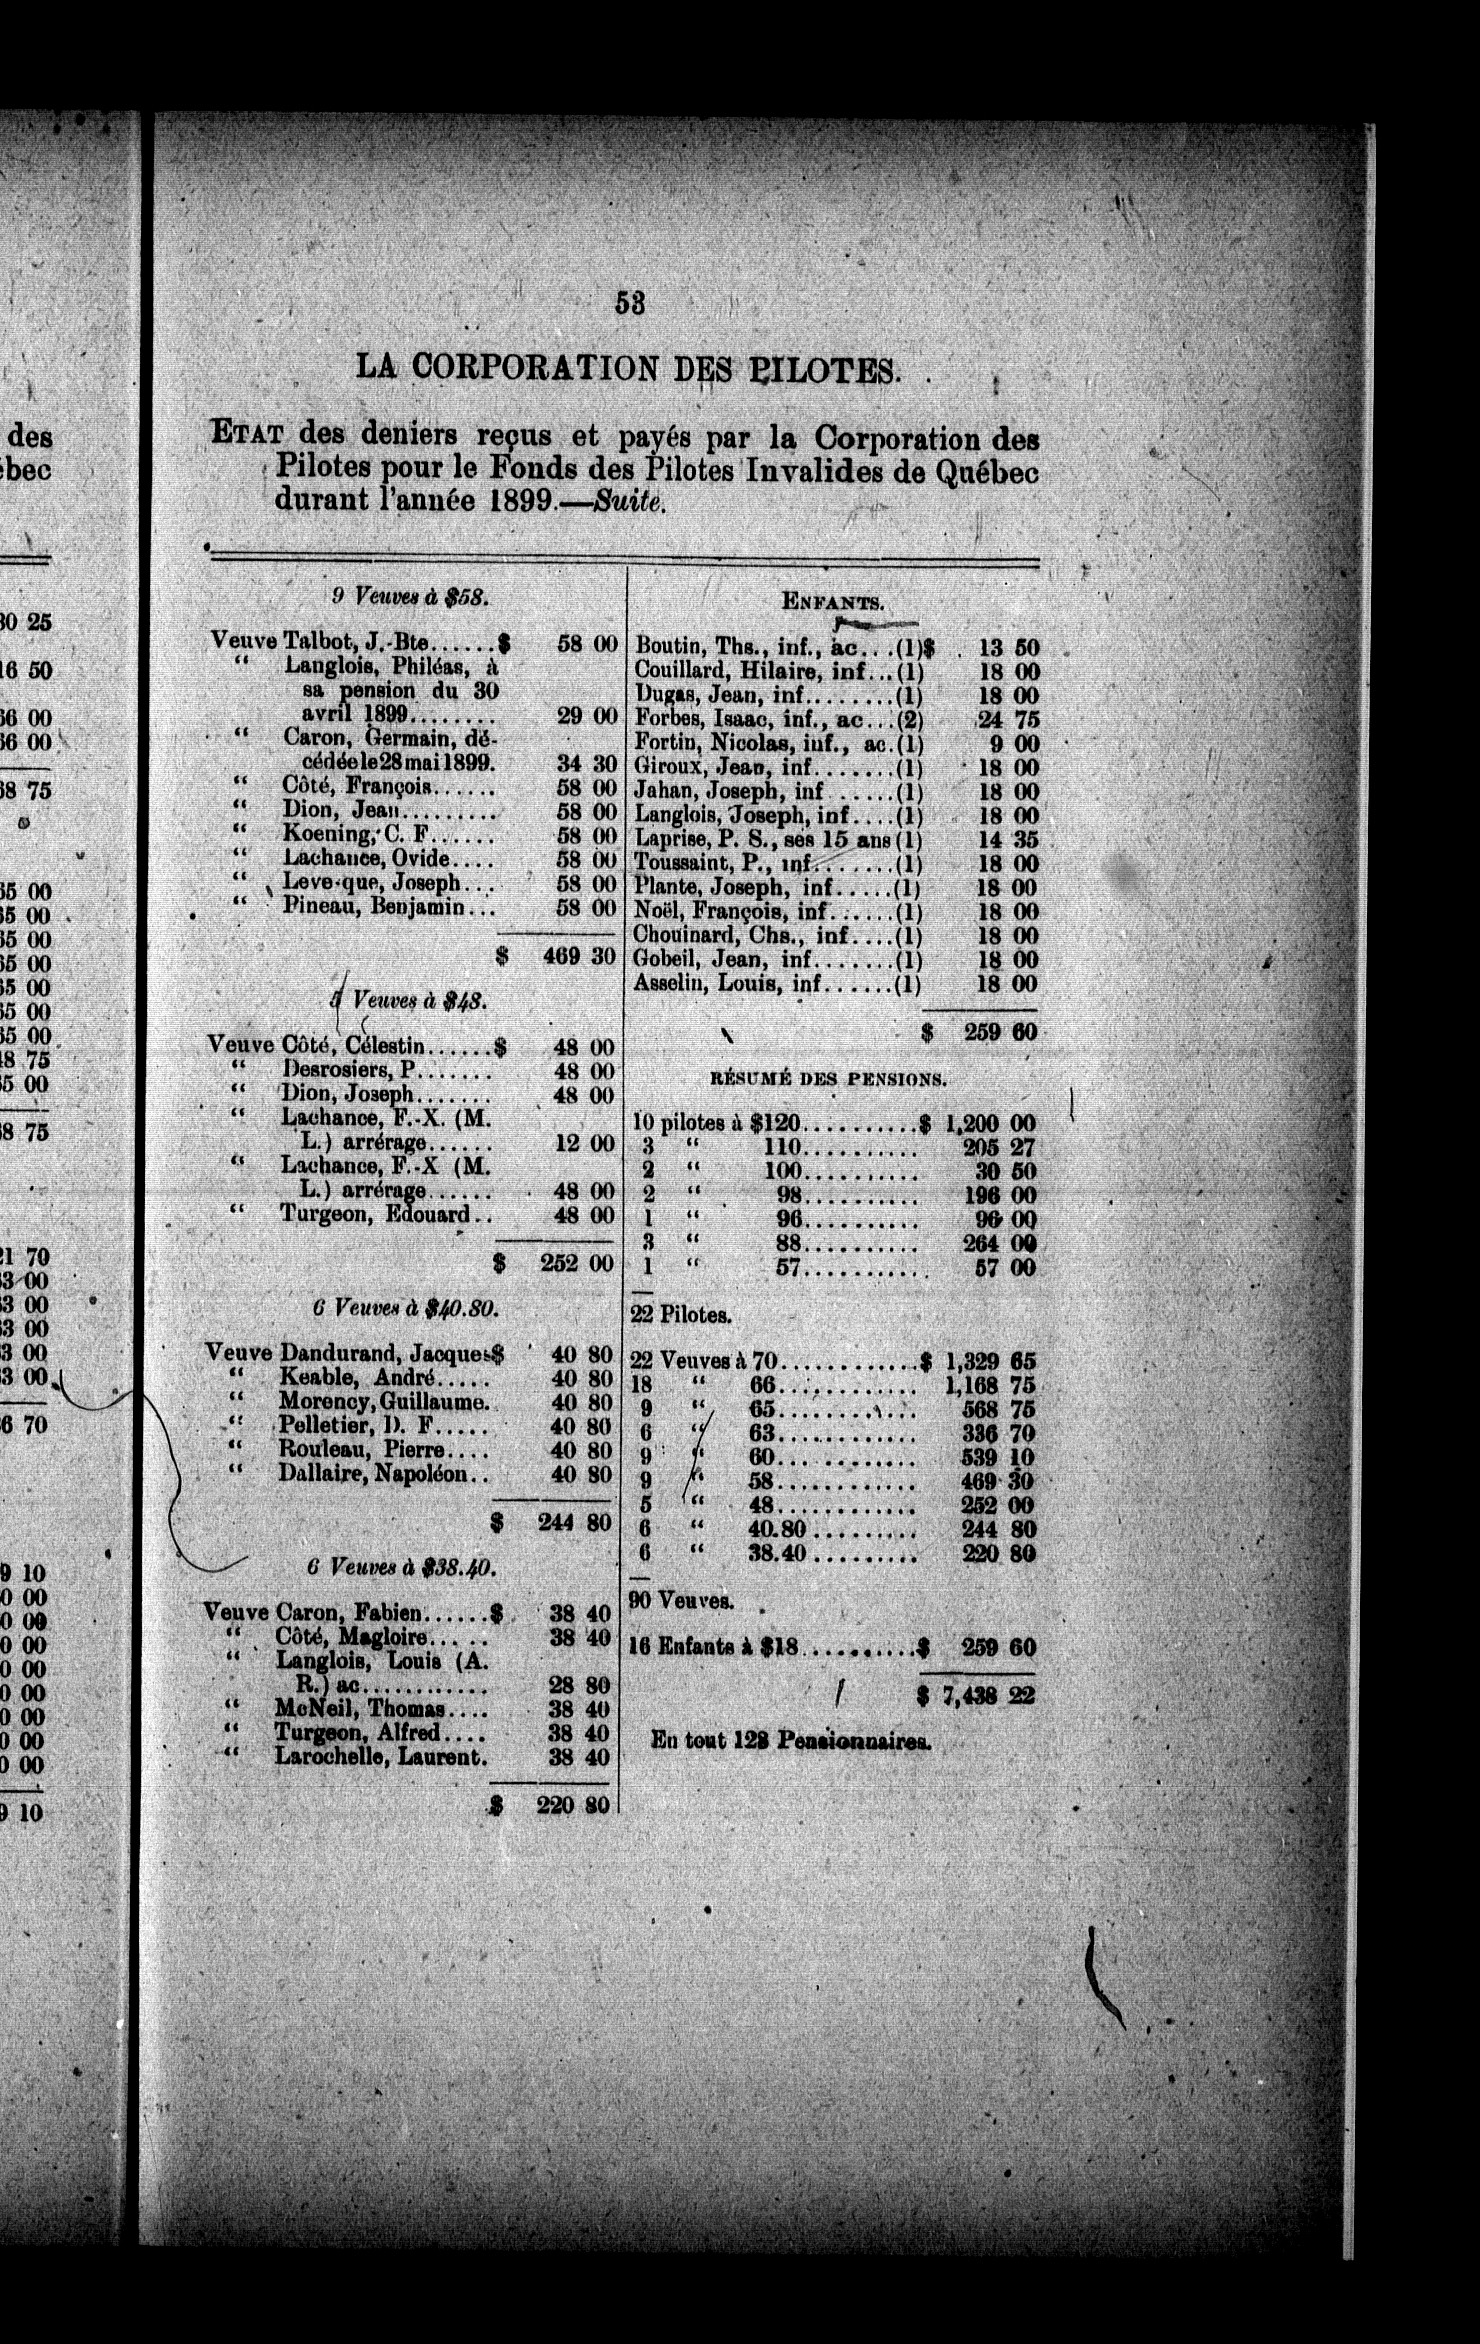 53
LA CORPORATION DES PILOTES.
ETAT des deniers reçus et payés par la Corporation des
Pilotes pour le Fonds des Pilotes Invalides de Québec
durant l'année 1899.—Suite.
9 Veuves à $58.
Veuve Talbot, J.-Bte......$ 58 00
“ Langlois, Philéas, à
sa pension du 30
avril 1899........ 29 00
“ Caron, Germain, dé-
cédée le 28 mai 1899. 34 30
“ Côté, François...... 58 00
“ Dion, Jean......... 58 00
“ Koening, C. F...... 58 00
“ Lachance, Ovide.... 58 00
“ Leveque, Joseph... 58 00
“ Pineau, Benjamin... 58 00
$ 469 30
5 Veuves à $48.
Veuve Côté, Célestin......$ 48 00
“ Desrosiers, P....... 48 00
“ Dion, Joseph....... 48 00
“ Lachance, F.-X. (M.
L.) arrérage...... 12 00
“ Lachance, F.-X (M.
L.) arrérage...... 48 00
“ Turgeon, Edouard.. 48 00
$ 252 00
6 Veuves à $40.80.
Veuve Dandurand, Jacques$ 40 80
“ Keable, André..... 40 80
“ Morency, Guillaume. 40 80
“ Pelletier, D. F..... 40 80
“ Rouleau, Pierre.... 40 80
“ Dallaire, Napoléon.. 40 80
$ 244 80
6 Veuves à $38.40.
Veuve Caron, Fabien......$ 38 40
“ Côté, Magloire..... 38 40
“ Langlois, Louis (A.
R.) ac............ 28 80
“ McNeil, Thomas.... 38 40
“ Turgeon, Alfred.... 38 40
“ Larochelle, Laurent. 38 40
$ 220 80
ENFANTS.
Boutin, Ths., inf., ac...(1)$ 13 50
Couillard, Hilaire, inf...(1) 18 00
Dugas, Jean, inf........(1) 18 00
Forbes, Isaac, inf., ac...(2) 24 75
Fortin, Nicolas, inf., ac.(1) 9 00
Giroux, Jean, inf.......(1) 18 00
Jahan, Joseph, inf ......(1) 18 00
Langlois, Joseph, inf....(1) 18 00
Laprise, P. S., ses 15 ans (1) 14 35
Toussaint, P., inf.......(1) 18 00
Plante, Joseph, inf.....(1) 18 00
Noël, François, inf......(1) 18 00
Chouinard, Chs., inf....(1) 18 00
Gobeil, Jean, inf.......(1) 18 00
Asselin, Louis, inf......(1) 18 00
$ 259 60
RÉSUMÉ DES PENSIONS.
10 pilotes à $120..........$ 1,200 00
3 “ 110.......... 205 27
2 “ 100.......... 30 50
2 “ 98.......... 196 00
1 “ 96.......... 96 00
3 “ 88.......... 264 00
1 “ 57........... 57 00
22 Pilotes.
22 Veuves à 70............$ 1,329 65
18 “ 66............ 1,168 75
9 “ 65............ 568 75
6 “ 63............ 336 70
9 “ 60............ 539 10
9 “ 58............ 469 30
5 “ 48............ 252 00
6 “ 40.80 ......... 244 80
6 “ 38.40 ......... 220 80
90 Veuves.
16 Enfants à $18..........$ 259 60
$ 7,438 22
En tout 128 Pensionnaires.